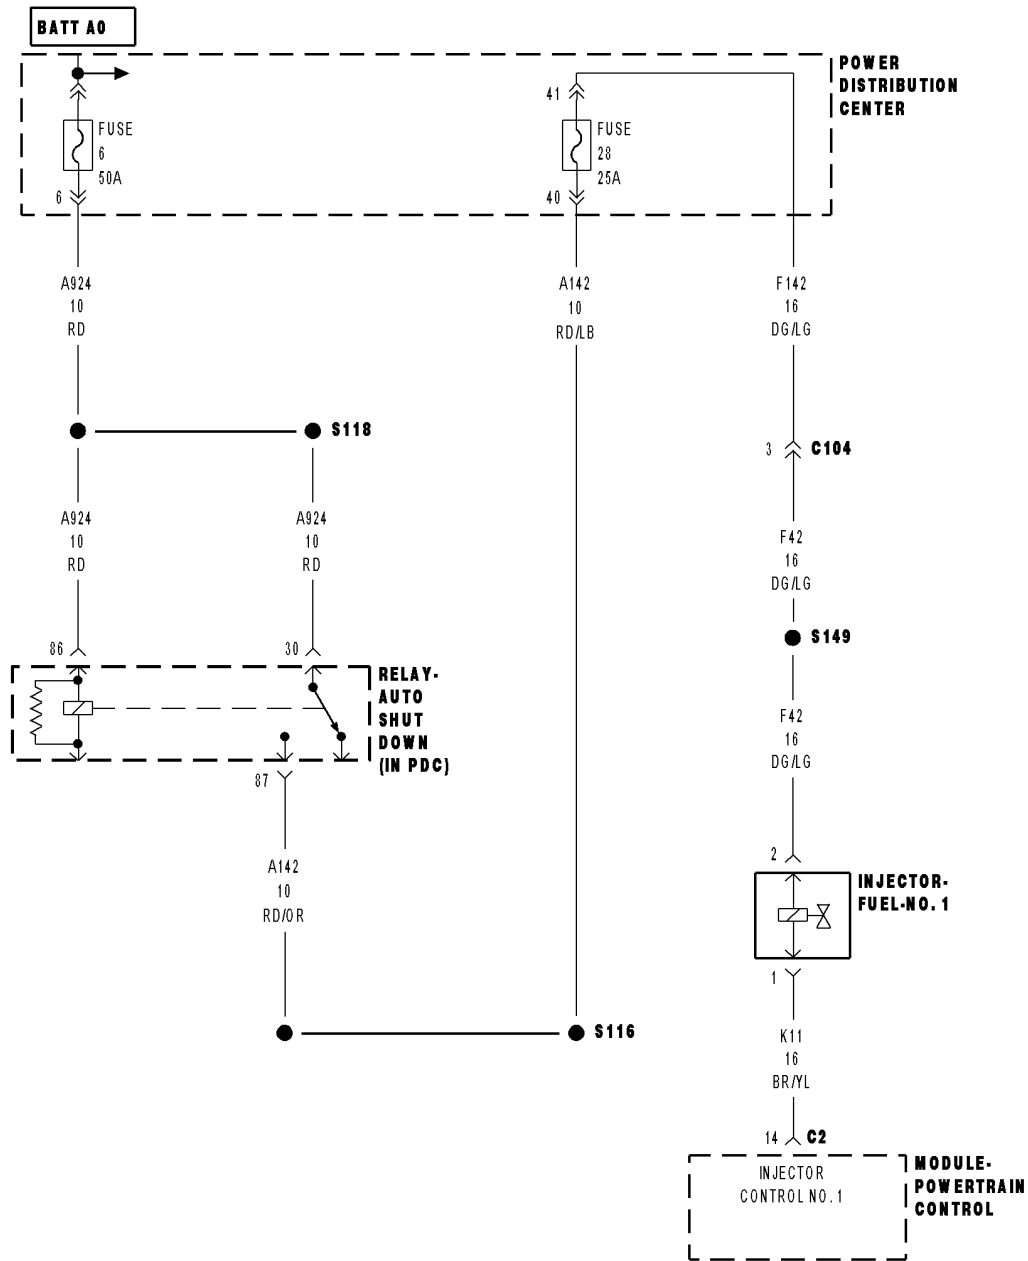 BATT A0
POWER
DISTRIBUTION
CENTER
41
FUSE
6
50A
FUSE
28
25A
6
40
A924
10
RD
A142
10
RD/LB
F142
16
DG/LG
S118
3
C104
A924
10
RD
A924
10
RD
F42
16
DG/LG
S149
86
30
RELAY-
AUTO
SHUT
DOWN
(IN PDC)
F42
16
DG/LG
87
2
A142
10
RD/OR
INJECTOR-
FUEL-NO. 1
1
S116
K11
16
BR/YL
14
C2
INJECTOR
CONTROL NO. 1
MODULE-
POWERTRAIN
CONTROL